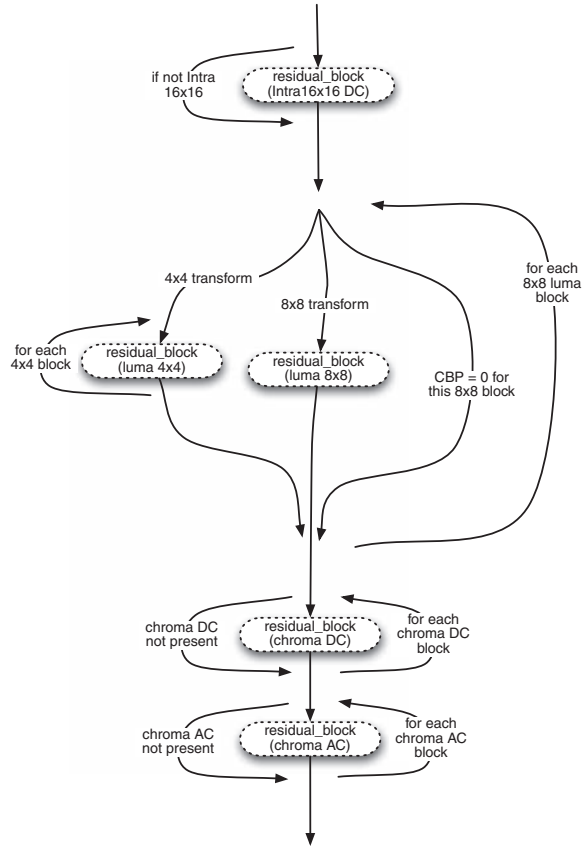 if not Intra
16x16
residual_block
(Intra16x16 DC)
for each
8x8 luma
block
4x4 transform
8x8 transform
for each
4x4 block
residual_block
(luma 4x4)
residual_block
(luma 8x8)
CBP = 0 for
this 8x8 block
chroma DC
not present
residual_block
(chroma DC)
for each
chroma DC
block
chroma AC
not present
residual_block
(chroma AC)
for each
chroma AC
block